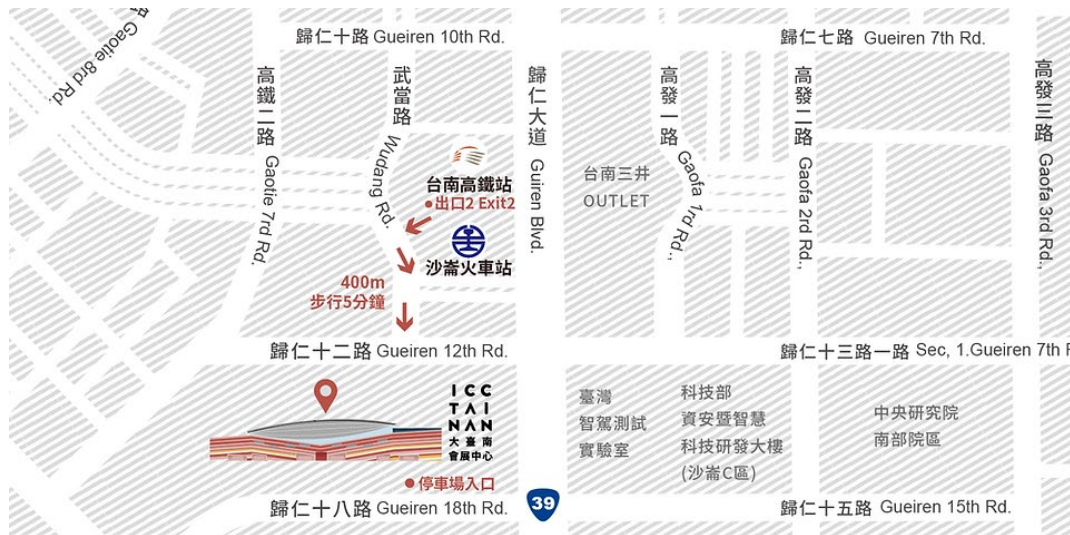 Gaotie 8rd Rd.
歸仁十路 Gueiren 10th Rd.
歸仁七路 Gueiren 7th Rd.
高鐵二路 Gaotie 7rd Rd.
武當路 Wudang Rd.
歸仁大道 Guiren Blvd.
高發一路 Gaofa 1rd Rd.,
高發二路 Gaofa 2rd Rd.,
高發三路 Gaofa 3rd Rd.,
台南高鐵站
出口2 Exit2
沙崙火車站
400m
步行5分鐘
台南三井
OUTLET
歸仁十二路 Gueiren 12th Rd.
歸仁十三路一路 Sec, 1.Gueiren 7th R
ICC
TAI
NAN
大臺南
會展中心
停車場入口
臺灣
智駕測試
實驗室
科技部
資安暨智慧
科技研發大樓
(沙崙C區)
中央研究院
南部院區
歸仁十八路 Gueiren 18th Rd.
39
歸仁十五路 Gueiren 15th Rd.